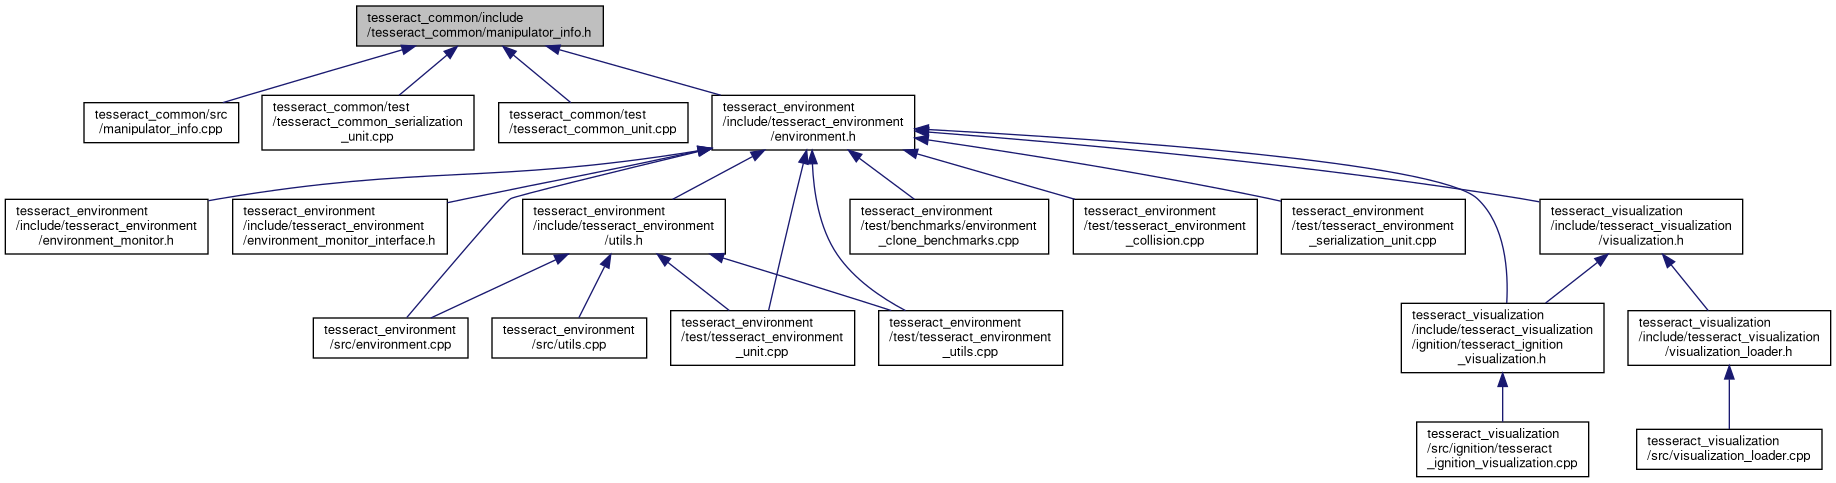 tesseract_common/include
/tesseract_common/manipulator_info.h
tesseract_common/src
/manipulator_info.cpp
tesseract_common/test
/tesseract_common_serialization
_unit.cpp
tesseract_common/test
/tesseract_common_unit.cpp
tesseract_environment
/include/tesseract_environment
/environment.h
tesseract_environment
/include/tesseract_environment
/environment_monitor.h
tesseract_environment
/include/tesseract_environment
/environment_monitor_interface.h
tesseract_environment
/include/tesseract_environment
/utils.h
tesseract_environment
/test/benchmarks/environment
_clone_benchmarks.cpp
tesseract_environment
/test/tesseract_environment
_collision.cpp
tesseract_environment
/test/tesseract_environment
_serialization_unit.cpp
tesseract_visualization
/include/tesseract_visualization
/visualization.h
tesseract_environment
/src/environment.cpp
tesseract_environment
/src/utils.cpp
tesseract_environment
/test/tesseract_environment
_unit.cpp
tesseract_environment
/test/tesseract_environment
_utils.cpp
tesseract_visualization
/include/tesseract_visualization
/ignition/tesseract_ignition
_visualization.h
tesseract_visualization
/include/tesseract_visualization
/visualization_loader.h
tesseract_visualization
/src/ignition/tesseract
_ignition_visualization.cpp
tesseract_visualization
/src/visualization_loader.cpp